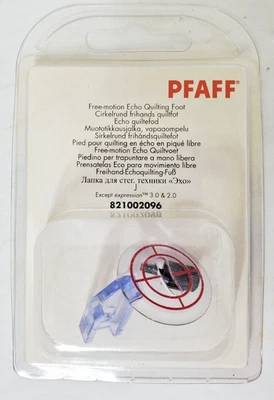 PFAFF®
Free-motion Echo Quilting Foot
Cirkelrund frihands quiltfot
Echo quiltefod
Muototikkausjalka, vapaaompelu
Sirkelrund frihåndsquiltefot
Pied pour quilting en écho en piqué libre
Free-motion Echo Quiltvoet
Piedino per trapuntare a mano libera
Prensatelas Eco para movimiento libre
Freihand-Echoquilting-Fuß
Лапка для стег. техники «Эхо»
J
Except expression™ 3.0 & 2.0
821002096